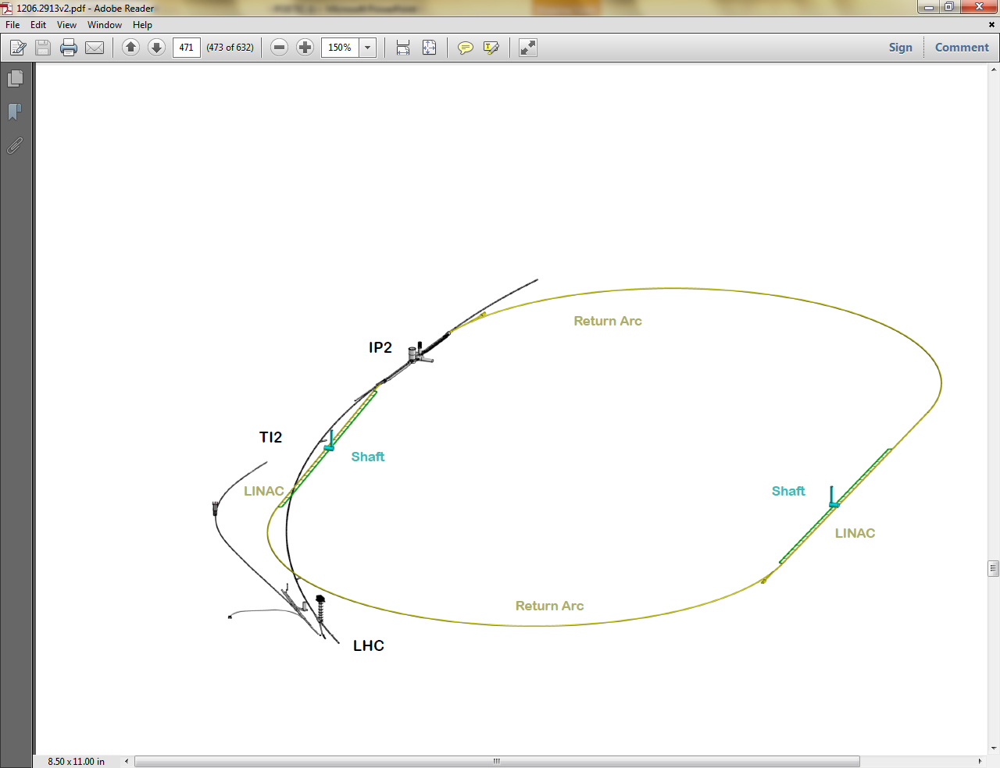 1206.2913v2.pdf - Adobe Reader
File Edit View Window Help
471 (473 of 632) 150% Sign Comment
Return Arc
IP2
TI2
Shaft
LINAC
Shaft
LINAC
Return Arc
LHC
8.50 x 11.00 in